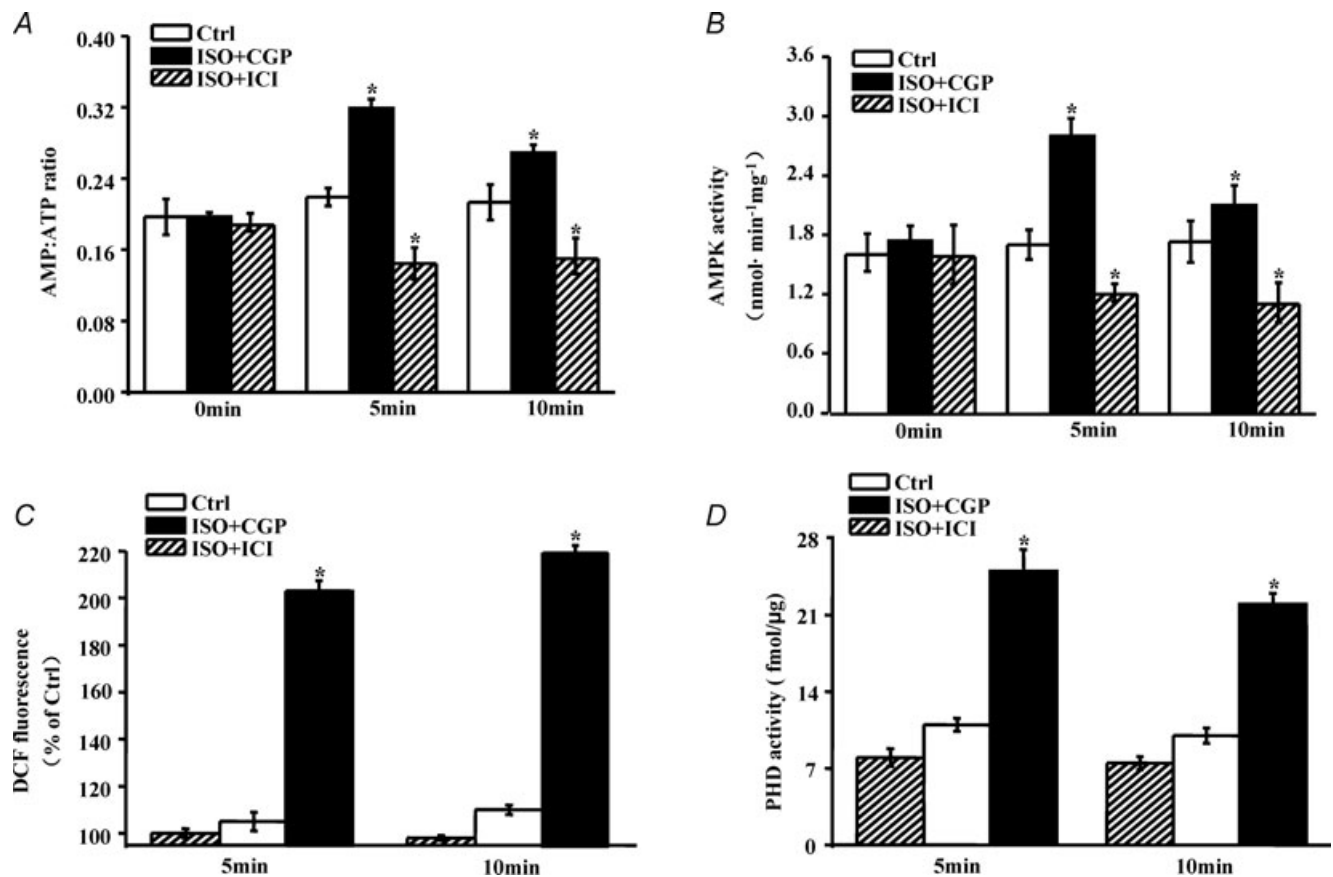 A
Ctrl
ISO+CGP
ISO+ICI
AMP:ATP ratio
0.40
0.32
0.24
0.16
0.08
0.00
*
*
*
*
0min
5min
10min
B
Ctrl
ISO+CGP
ISO+ICI
AMPK activity
(nmol· min⁻¹mg⁻¹)
3.6
3.0
2.4
1.8
1.2
0.6
0.0
*
*
*
*
0min
5min
10min
C
Ctrl
ISO+CGP
ISO+ICI
DCF fluorescence
(% of Ctrl)
220
200
180
160
140
120
100
*
*
5min
10min
D
Ctrl
ISO+CGP
ISO+ICI
PHD activity ( fmol/µg)
28
21
14
7
0
*
*
5min
10min